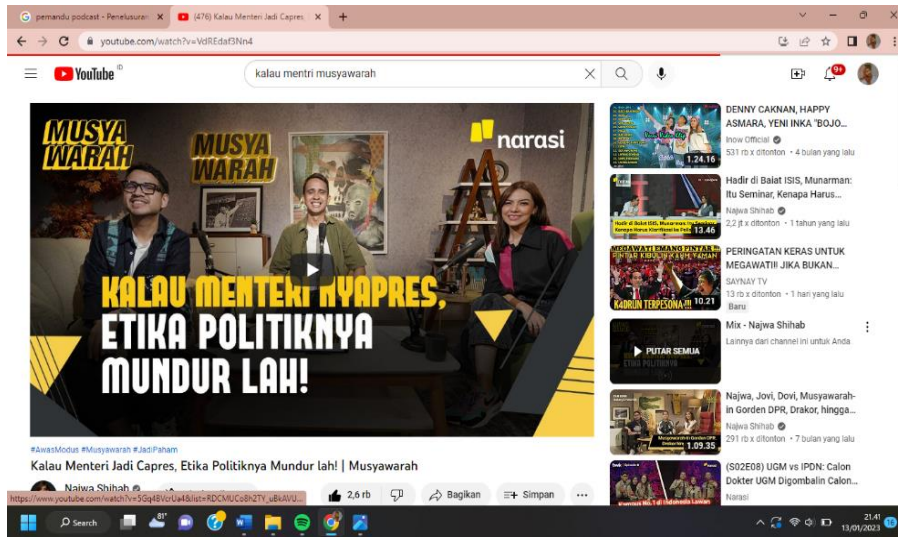 pemandu podcast - Penelusuran
(476) Kalau Menteri Jadi Capres,
youtube.com/watch?v=VdREdaf3Nn4
YouTube ID
kalau mentri musyawarah
9+
MUSYA
WARAH
MUSYA
WARAH
narasi
KALAU MENTERI NYAPRES,
ETIKA POLITIKNYA
MUNDUR LAH!
#AwasModus #Musyawarah #JadiPaham
Kalau Menteri Jadi Capres, Etika Politiknya Mundur lah! | Musyawarah
Najwa Shihab
2,6 rb
Bagikan
Simpan
DENNY CAKNAN, HAPPY
ASMARA, YENI INKA "BOJO...
Inow Official
531 rb x ditonton • 4 bulan yang lalu
1.24.16
Hadir di Baiat ISIS, Munarman:
Itu Seminar, Kenapa Harus...
Najwa Shihab
2,2 jt x ditonton • 1 tahun yang lalu
13.46
PERINGATAN KERAS UNTUK
MEGAWATIII JIKA BUKAN...
SAYNAY TV
13 rb x ditonton • 1 hari yang lalu
Baru
MEGAWATI EMANG PINTAR
K4DRUN TERPESONA
10.21
Mix - Najwa Shihab
Lainnya dari channel ini untuk Anda
PUTAR SEMUA
Najwa, Jovi, Dovi, Musyawarah-
in Gorden DPR, Drakor, hingga...
Najwa Shihab
291 rb x ditonton • 7 bulan yang lalu
1.09.35
(S02E08) UGM vs IPDN: Calon
Dokter UGM Digombalin Calon...
Narasi
Search
81°
21.41
13/01/2023
16